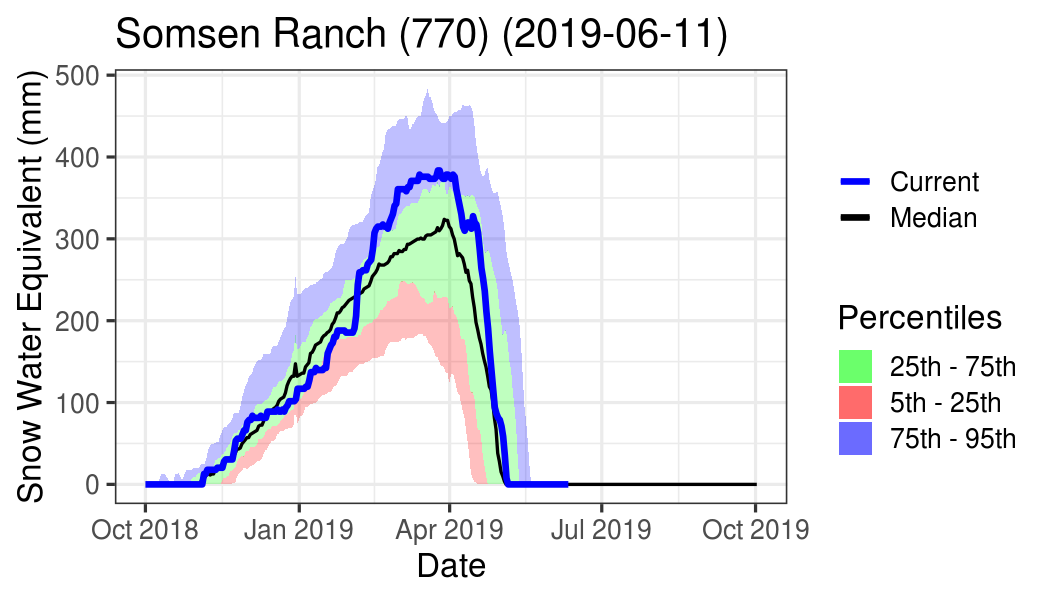 Somsen Ranch (770) (2019-06-11)
Snow Water Equivalent (mm)
500
400
300
200
100
0
Oct 2018
Jan 2019
Apr 2019
Jul 2019
Oct 2019
Date
Current
Median
Percentiles
25th - 75th
5th - 25th
75th - 95th